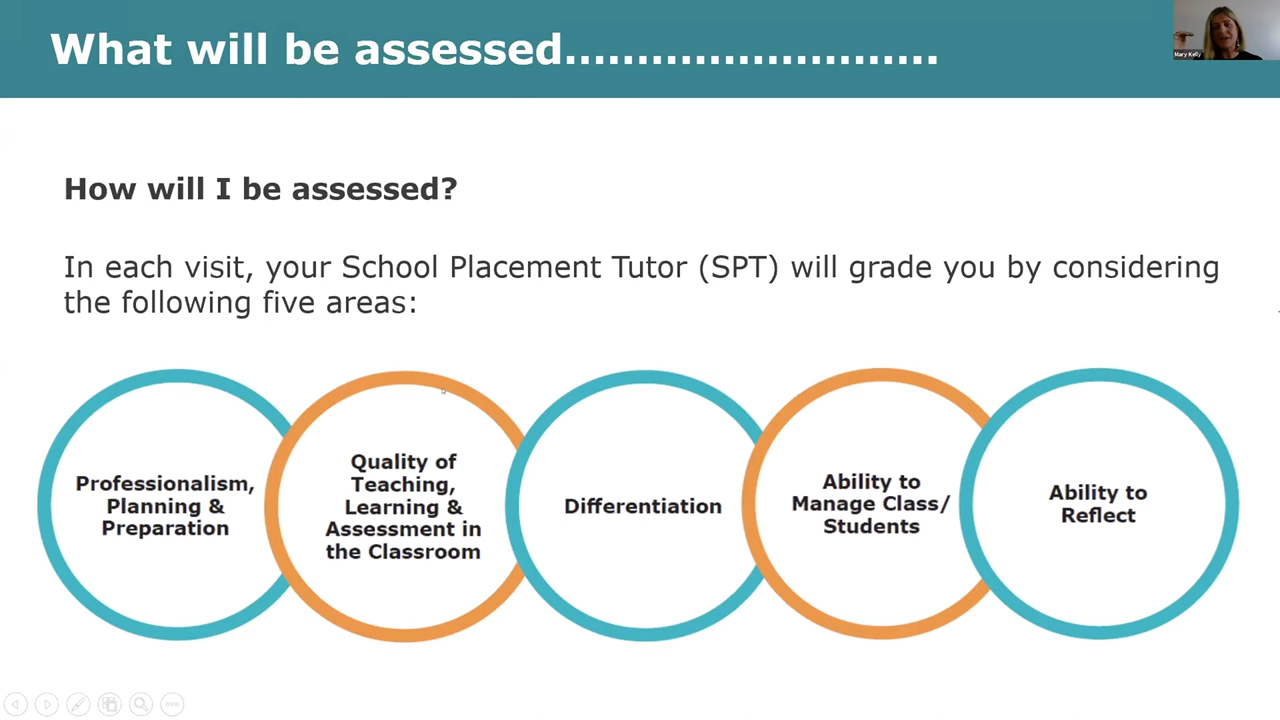 What will be assessed..........................
Mary Kelly
How will I be assessed?
In each visit, your School Placement Tutor (SPT) will grade you by considering
the following five areas:
Professionalism,
Planning &
Preparation
Quality of
Teaching,
Learning &
Assessment in
the Classroom
Differentiation
Ability to
Manage Class/
Students
Ability to
Reflect